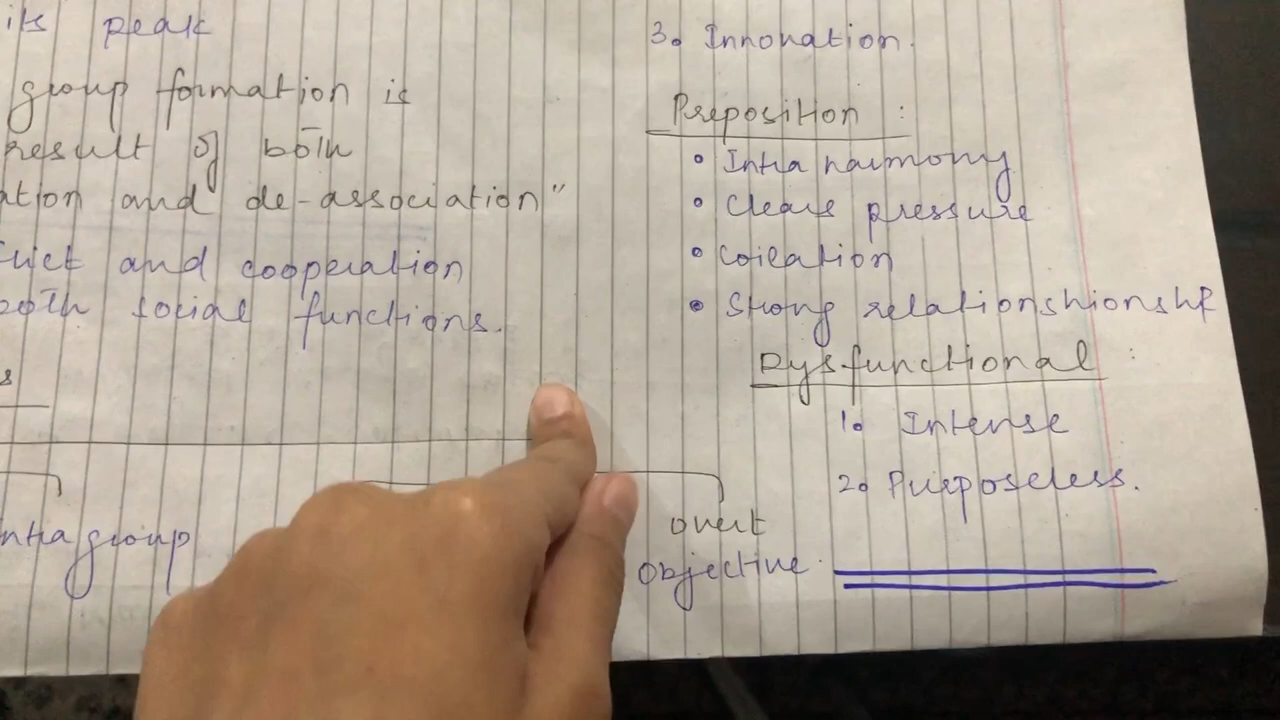 its peak
group formation is
result of both
ation and de-association"
flict and cooperation
both social functions.
s
ntra group
3. Innovation.
Preposition :
• Intra harmony
• Clears pressure
• Coilation
• Strong relationshionship
Dysfunctional :
1. Intense
2. Purposeless.
overt
objective.